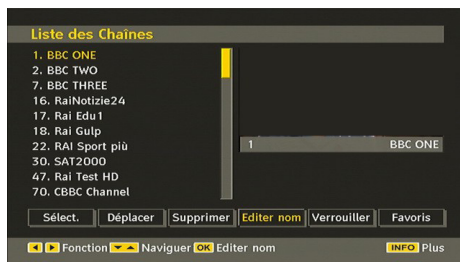 Liste des Chaînes
1. BBC ONE
2. BBC TWO
7. BBC THREE
16. RaiNotizie24
17. Rai Edu1
18. Rai Gulp
22. RAI Sport più
30. SAT2000
47. Rai Test HD
70. CBBC Channel
1 BBC ONE
Sélect. Déplacer Supprimer Editer nom Verrouiller Favoris
Fonction Naviguer OK Editer nom INFO Plus